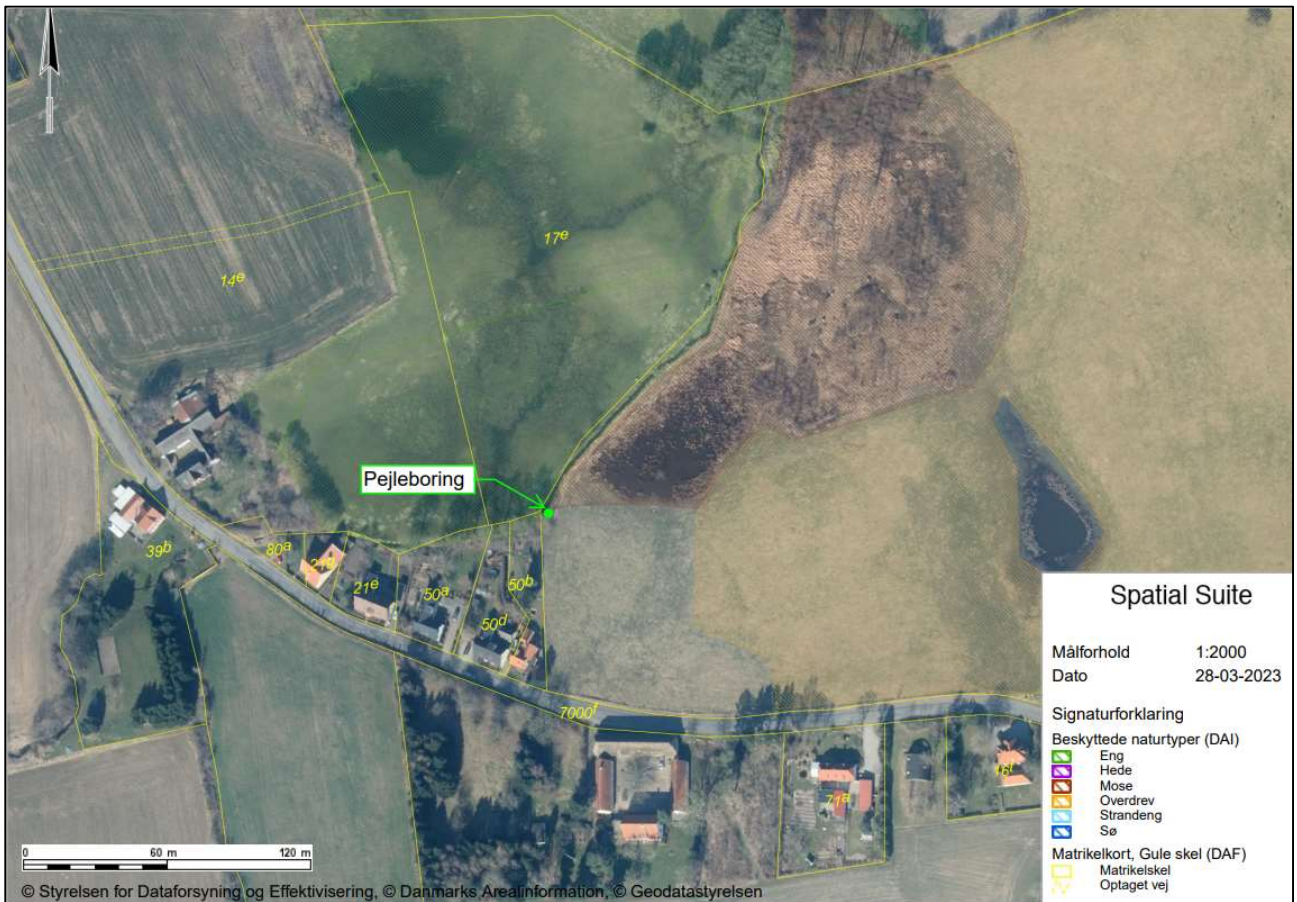 17e
14e
Pejleboring
39b
80a
21e
50a
50b
50d
7000f
71a
Spatial Suite
Målforhold 1:2000
Dato 28-03-2023
Signaturforklaring
Beskyttede naturtyper (DAI)
Eng
Hede
Mose
Overdrev
Strandeng
Sø
Matrikelkort, Gule skel (DAF)
Matrikelskel
Optaget vej
0 60 m 120 m
© Styrelsen for Dataforsyning og Effektivisering, © Danmarks Arealinformation, © Geodatastyrelsen